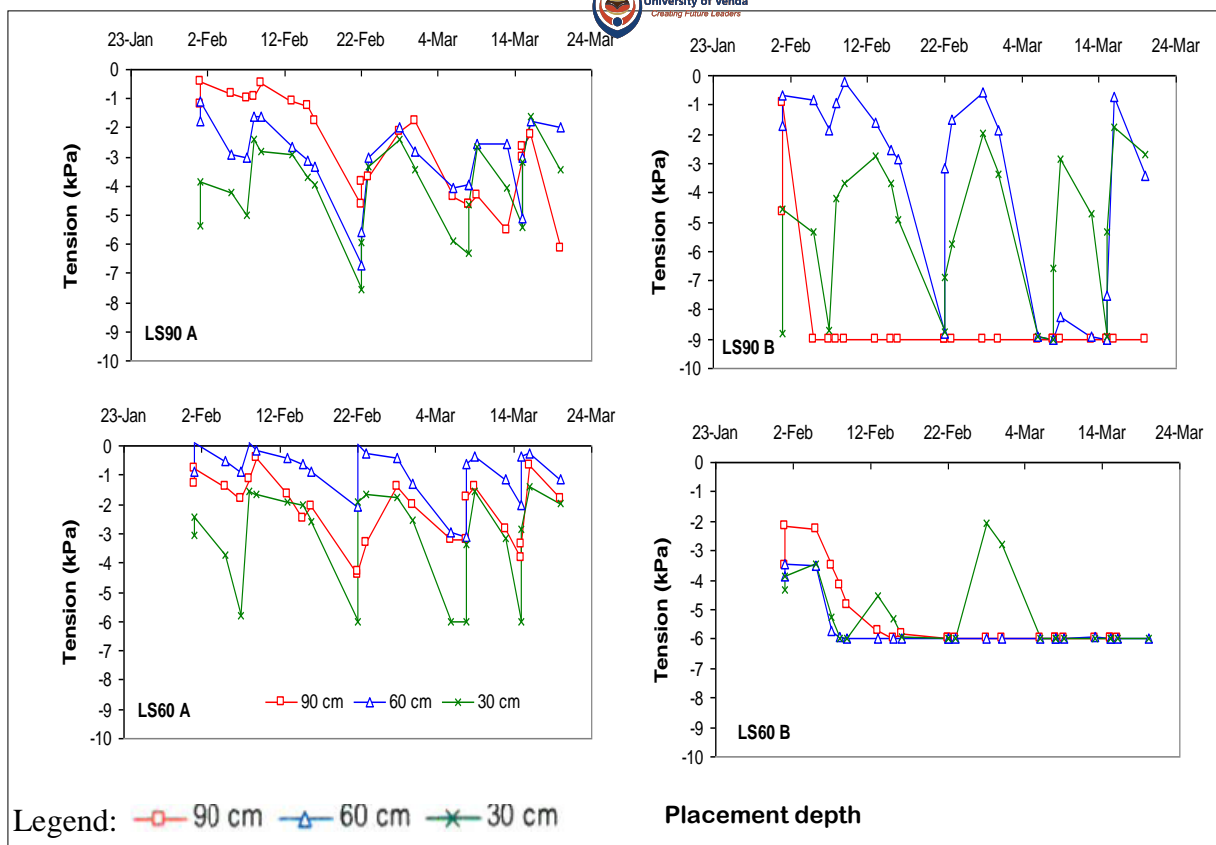 University of Venda
Creating Future Leaders
23-Jan 2-Feb 12-Feb 22-Feb 4-Mar 14-Mar 24-Mar
0
-1
-2
-3
-4
-5
-6
-7
-8
-9
-10
Tension (kPa)
LS90 A
23-Jan 2-Feb 12-Feb 22-Feb 4-Mar 14-Mar 24-Mar
0
-1
-2
-3
-4
-5
-6
-7
-8
-9
-10
Tension (kPa)
LS90 B
23-Jan 2-Feb 12-Feb 22-Feb 4-Mar 14-Mar 24-Mar
0
-1
-2
-3
-4
-5
-6
-7
-8
-9
-10
Tension (kPa)
90 cm 60 cm 30 cm
LS60 A
23-Jan 2-Feb 12-Feb 22-Feb 4-Mar 14-Mar 24-Mar
0
-1
-2
-3
-4
-5
-6
-7
-8
-9
-10
Tension (kPa)
LS60 B
Legend: 90 cm 60 cm 30 cm Placement depth